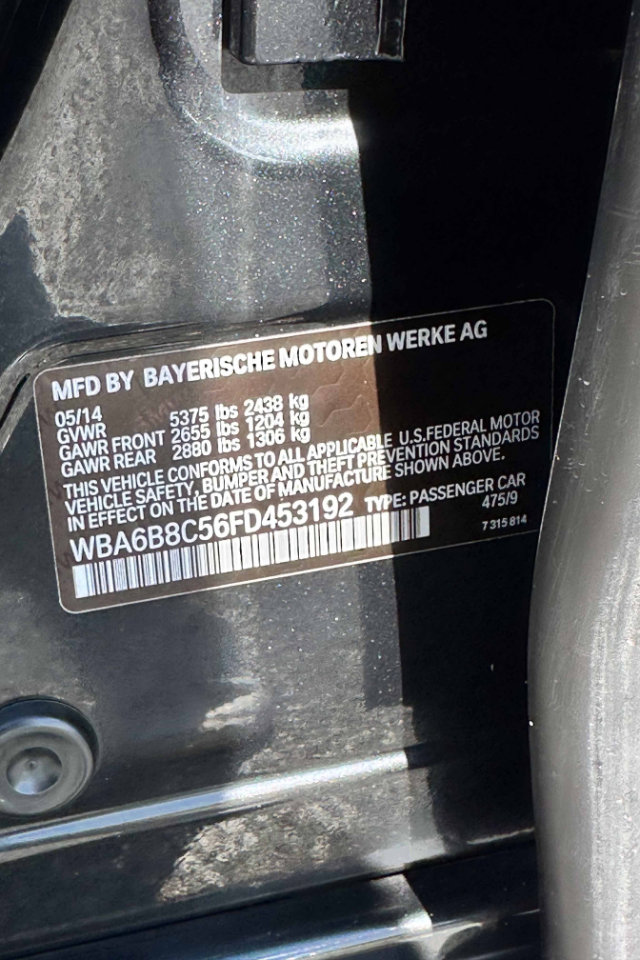 MFD BY BAYERISCHE MOTOREN WERKE AG
05/14
GVWR 5375 lbs 2438 kg
GAWR FRONT 2655 lbs 1204 kg
GAWR REAR 2880 lbs 1306 kg
THIS VEHICLE CONFORMS TO ALL APPLICABLE U.S.FEDERAL MOTOR
VEHICLE SAFETY, BUMPER AND THEFT PREVENTION STANDARDS
IN EFFECT ON THE DATE OF MANUFACTURE SHOWN ABOVE.
WBA6B8C56FD453192 TYPE: PASSENGER CAR
475/9
7 315 814